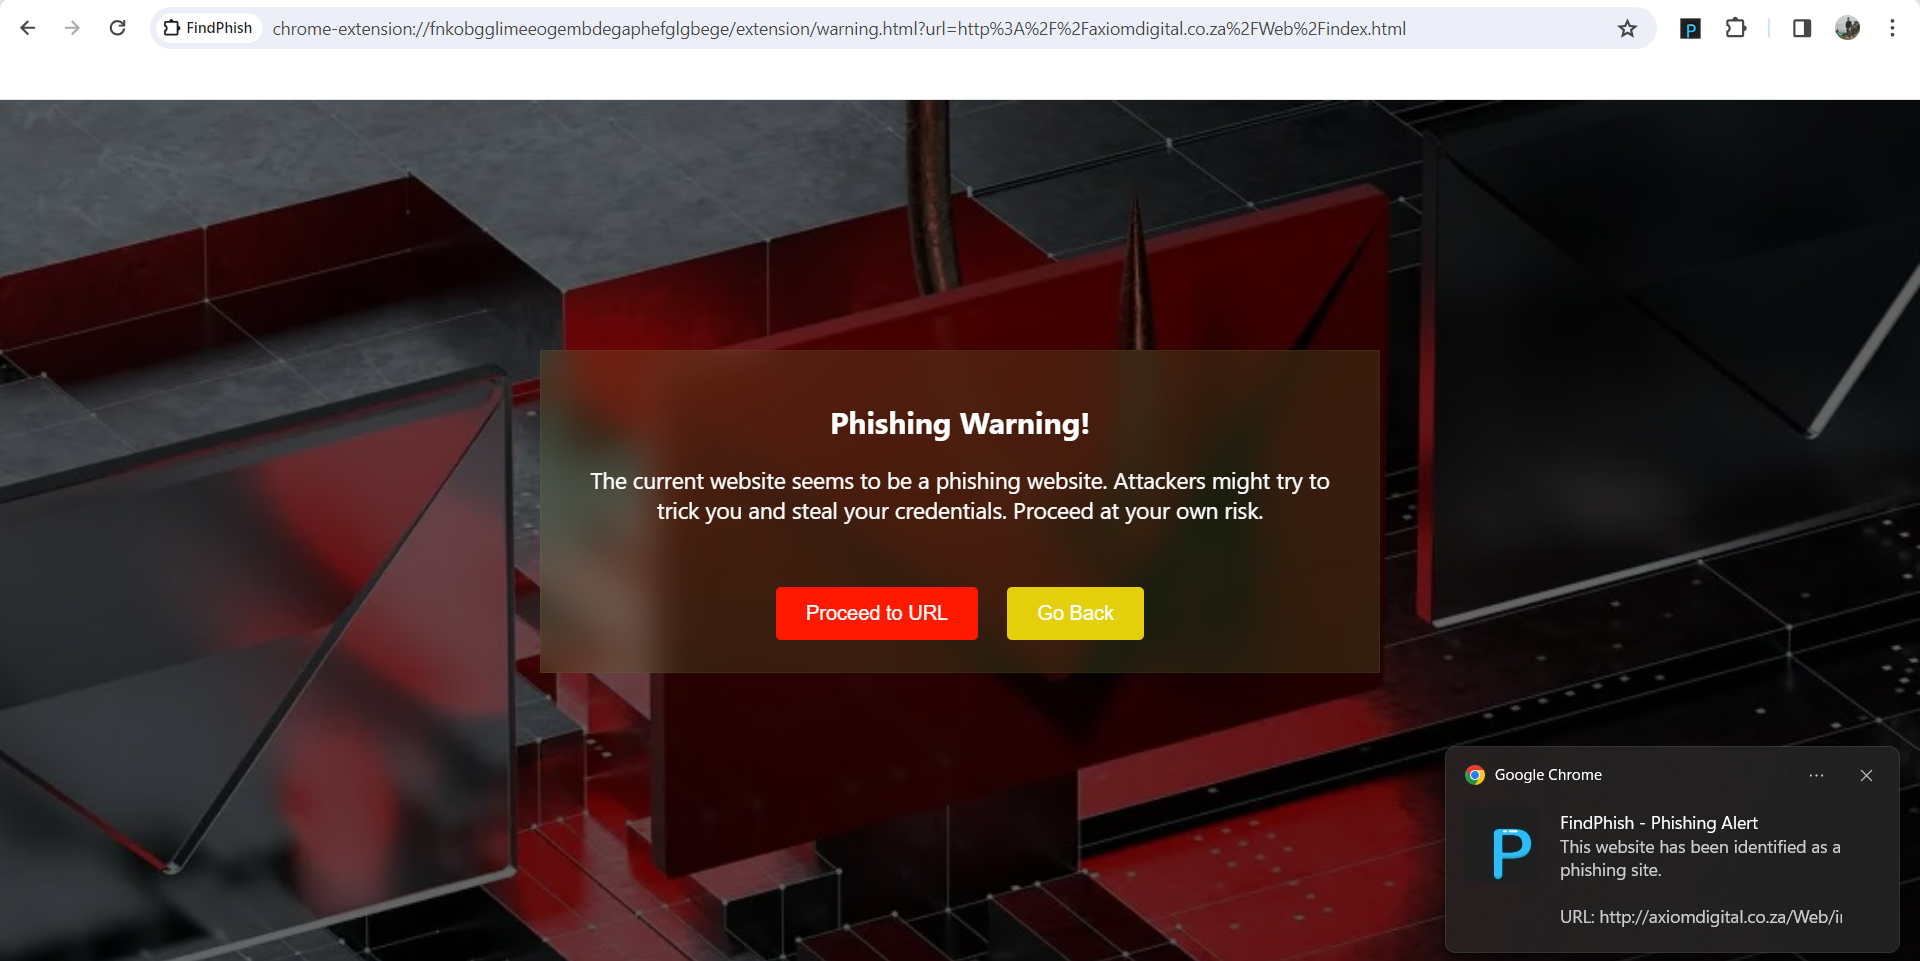 FindPhish chrome-extension://fnkobgglimeeogembdegaphefglgbege/extension/warning.html?url=http%3A%2F%2Faxiomdigital.co.za%2FWeb%2Findex.html
P
Phishing Warning!
The current website seems to be a phishing website. Attackers might try to
trick you and steal your credentials. Proceed at your own risk.
Proceed to URL
Go Back
Google Chrome
P
FindPhish - Phishing Alert
This website has been identified as a
phishing site.
URL: http://axiomdigital.co.za/Web/i